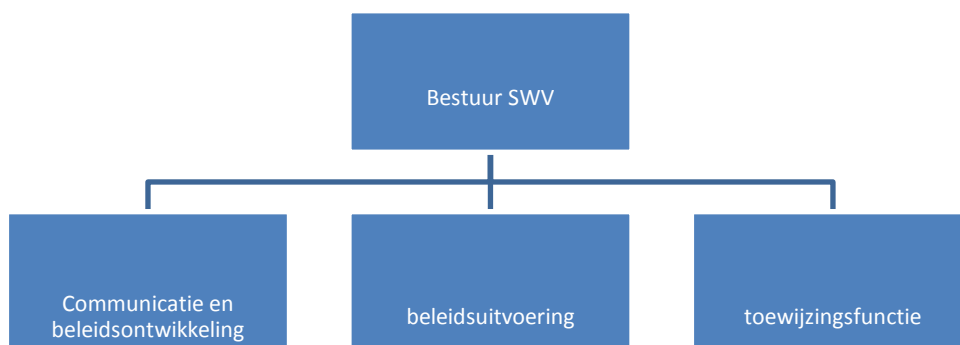 Bestuur SWV
Communicatie en
beleidsontwikkeling
beleidsuitvoering
toewijzingsfunctie